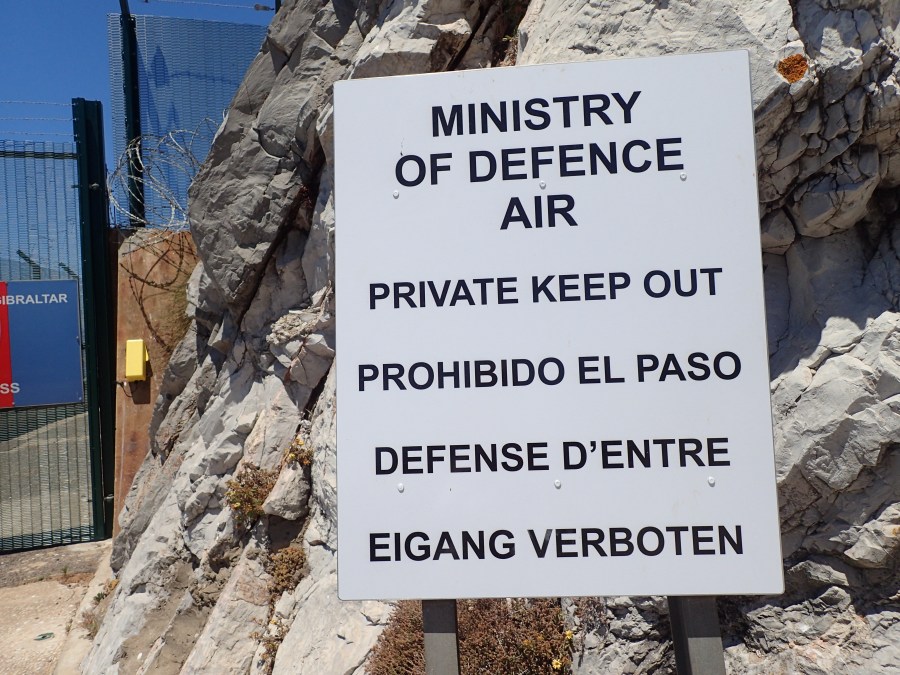 MINISTRY
OF DEFENCE
AIR
PRIVATE KEEP OUT
PROHIBIDO EL PASO
DEFENSE D'ENTRE
EIGANG VERBOTEN
GIBRALTAR